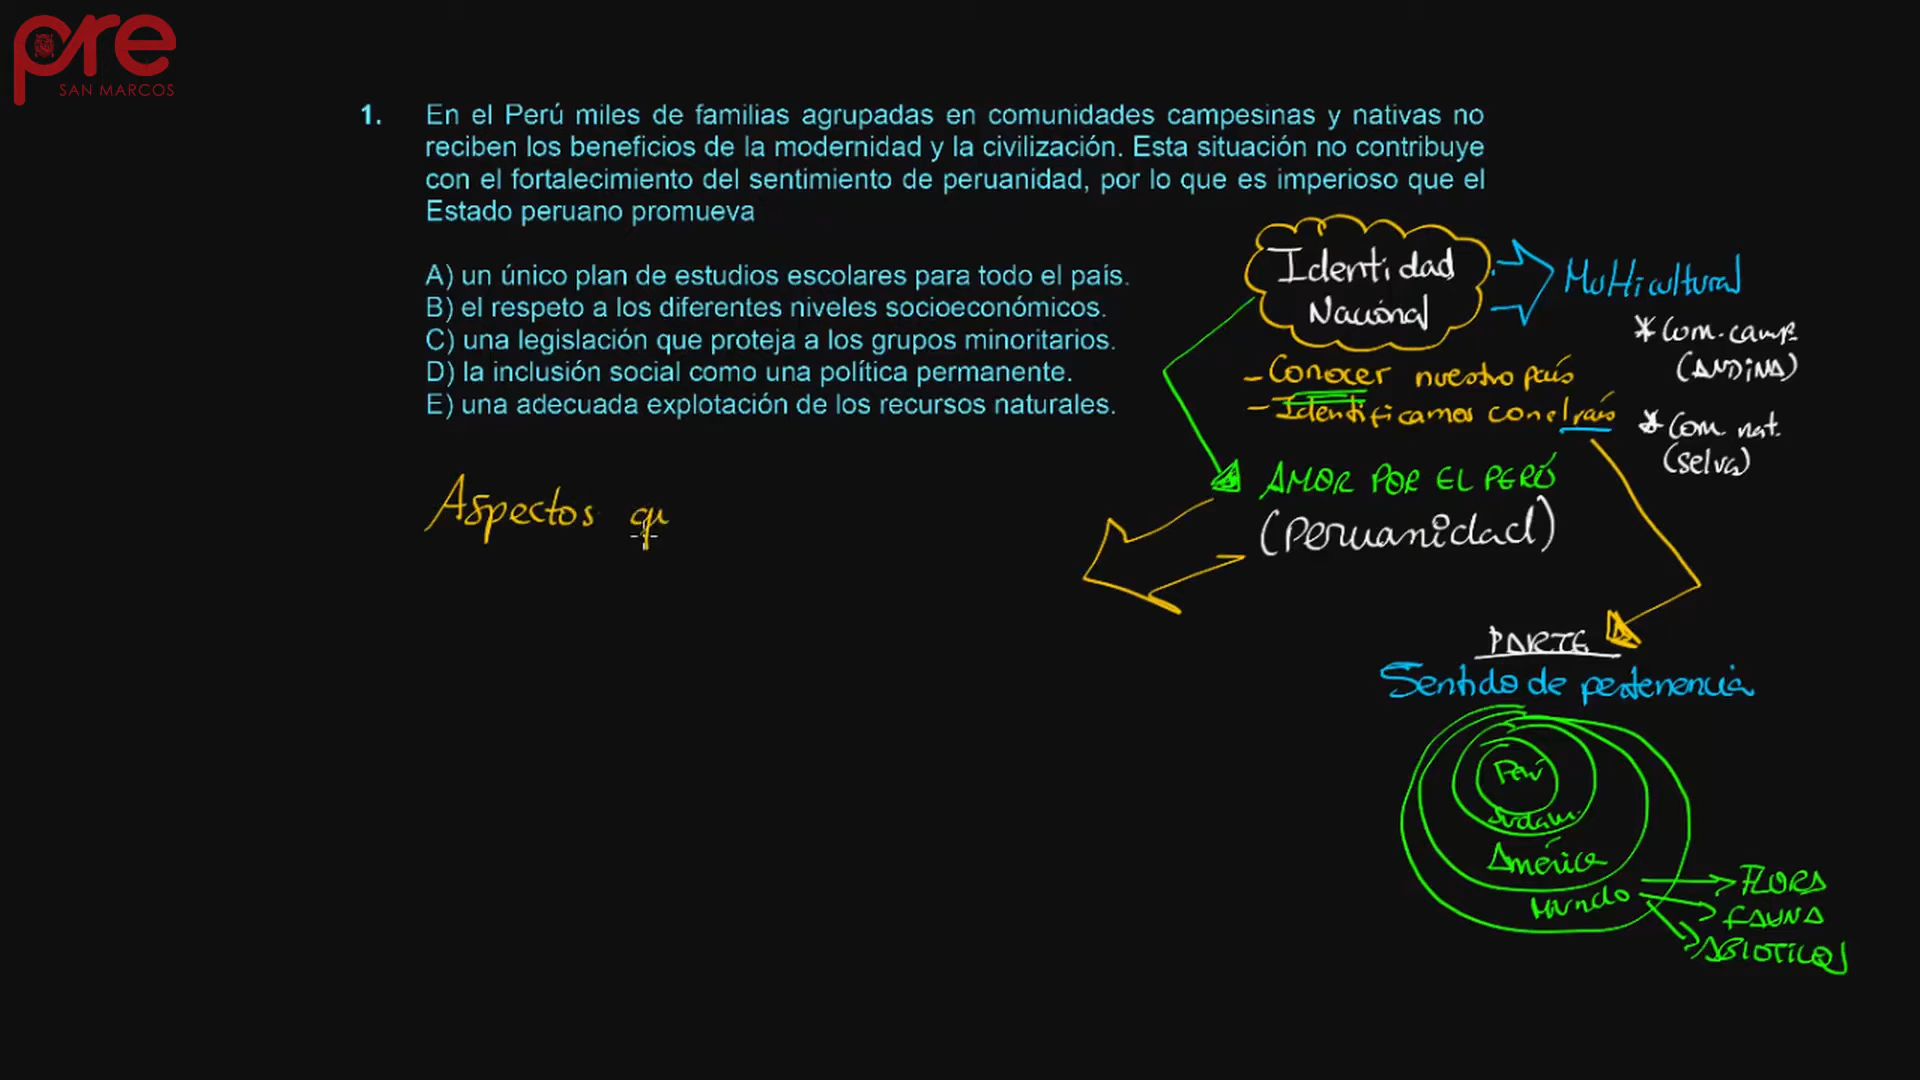 pre
SAN MARCOS
1. En el Perú miles de familias agrupadas en comunidades campesinas y nativas no
reciben los beneficios de la modernidad y la civilización. Esta situación no contribuye
con el fortalecimiento del sentimiento de peruanidad, por lo que es imperioso que el
Estado peruano promueva
A) un único plan de estudios escolares para todo el país.
B) el respeto a los diferentes niveles socioeconómicos.
C) una legislación que proteja a los grupos minoritarios.
D) la inclusión social como una política permanente.
E) una adecuada explotación de los recursos naturales.
Identidad
Nacional
Multicultural
* Com. camp.
(ANDINA)
* Com. nat.
(selva)
- Conocer nuestro país
- Identificamos con el país
AMOR POR EL PERÚ
(Peruanidad)
Aspectos qu
PARTE
Sentido de pertenencia
Perú
Sudam.
América
Mundo
FLORA
FAUNA
ABIOTICOS